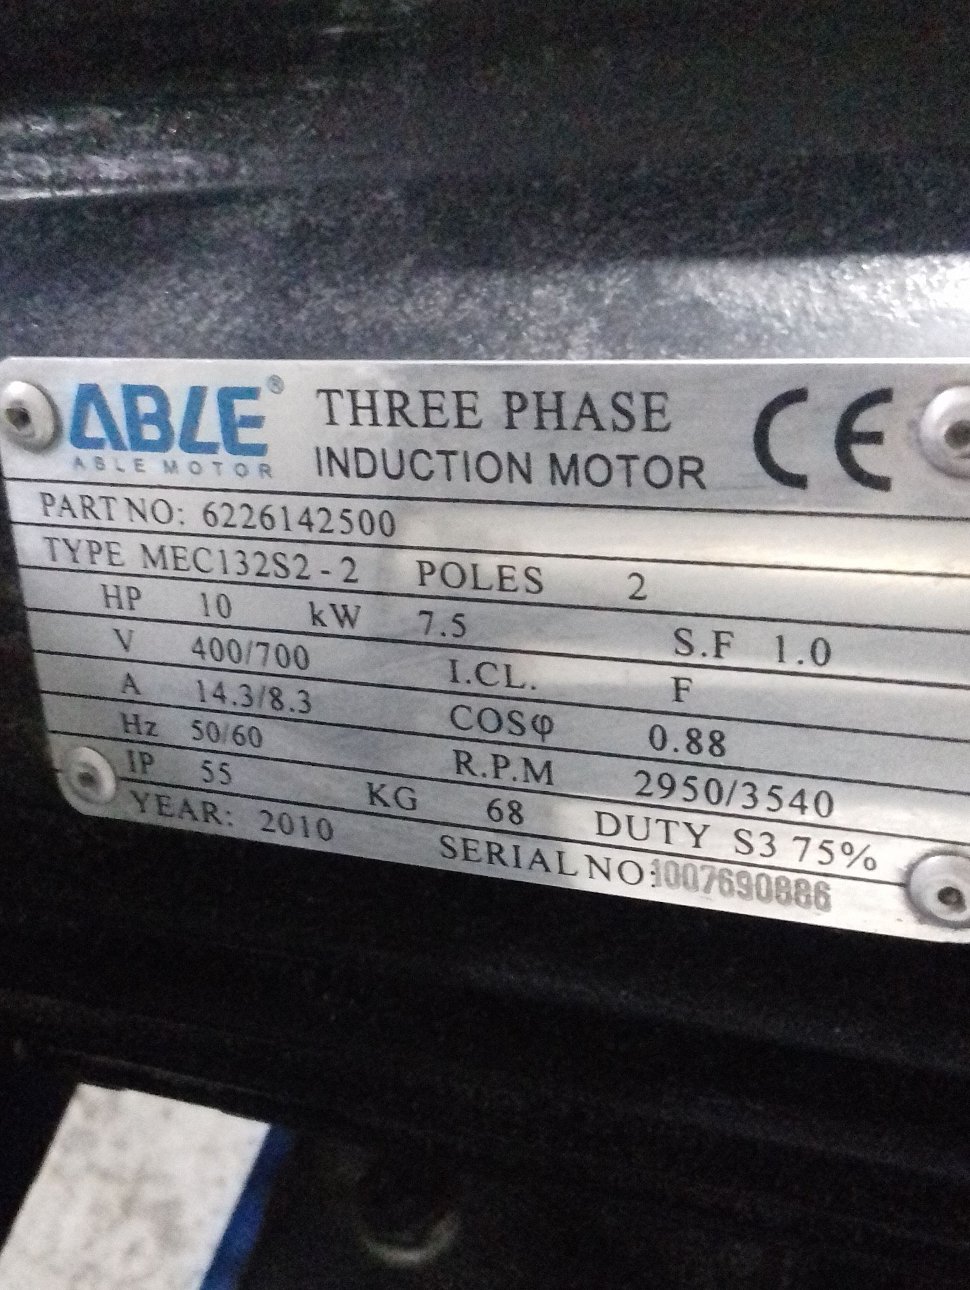 ABLE® THREE PHASE CE
ABLE MOTOR INDUCTION MOTOR
PART NO: 6226142500
TYPE MEC132S2-2 POLES 2
HP 10 kW 7.5 S.F 1.0
V 400/700 I.CL. F
A 14.3/8.3 COSφ 0.88
Hz 50/60 R.P.M 2950/3540
IP 55 KG 68 DUTY S3 75%
YEAR: 2010 SERIAL NO: 1007690886